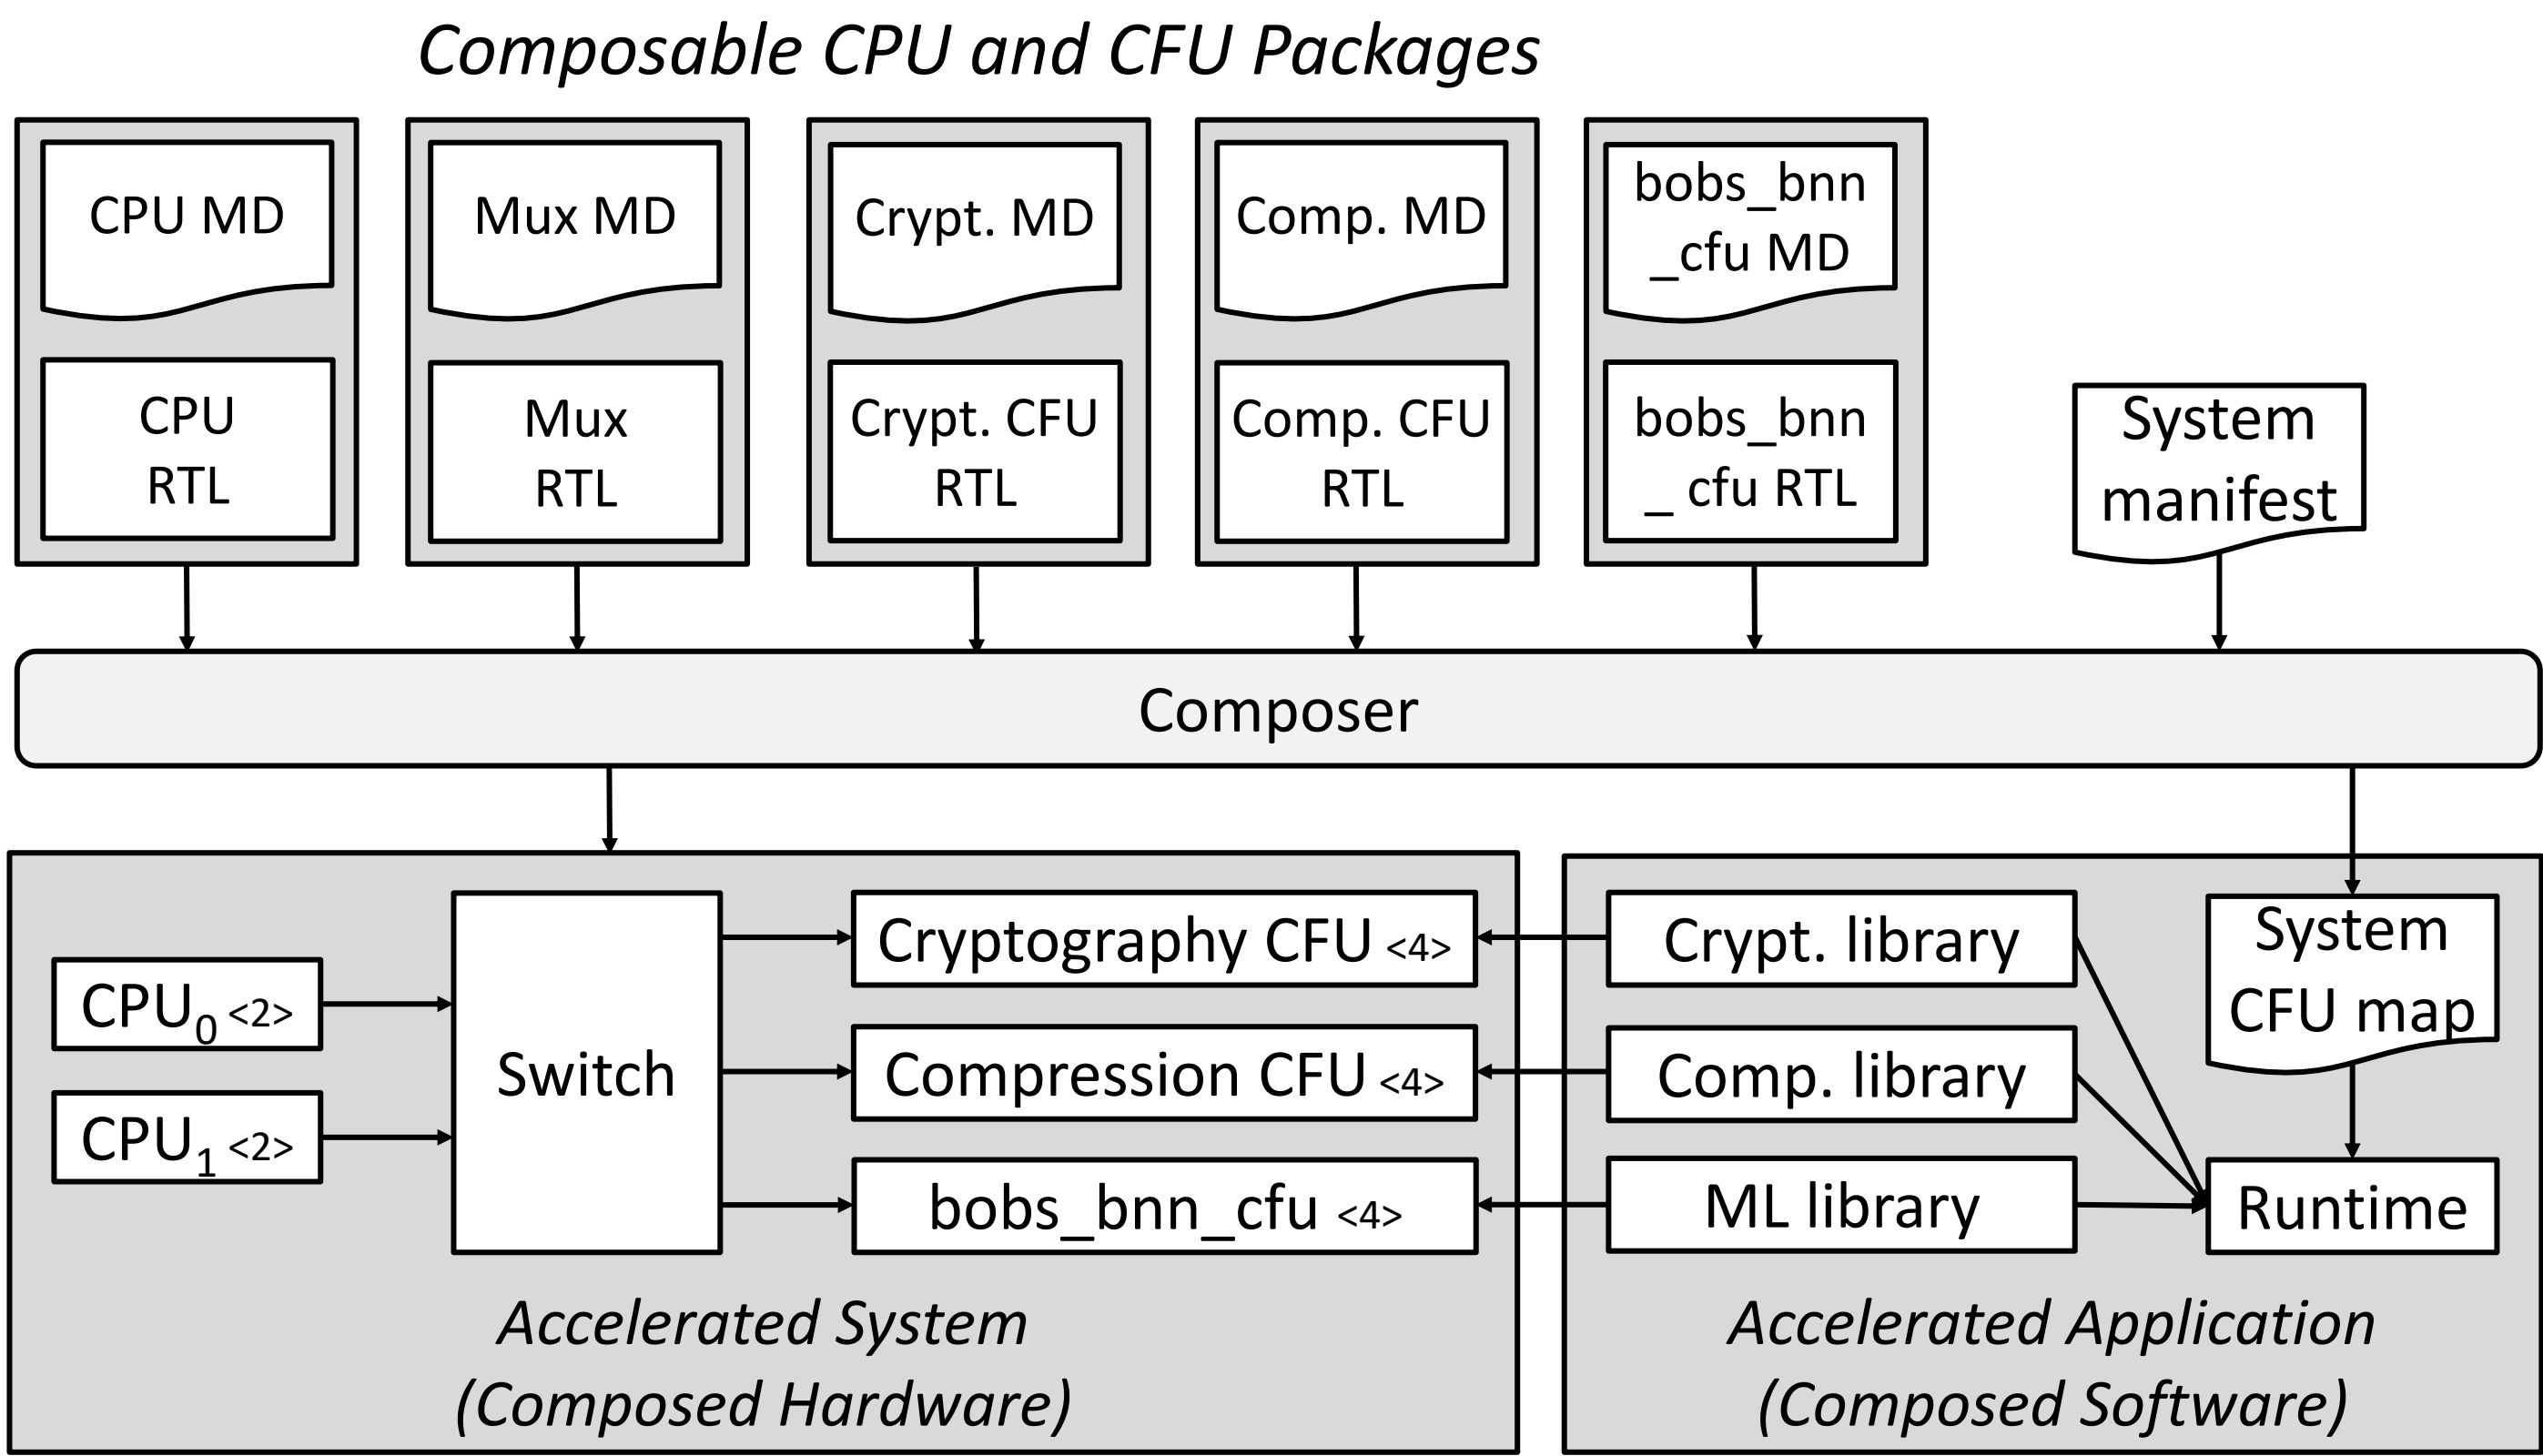 Composable CPU and CFU Packages
CPU MD
Mux MD
Crypt. MD
Comp. MD
bobs_bnn
_cfu MD
CPU
RTL
Mux
RTL
Crypt. CFU
RTL
Comp. CFU
RTL
bobs_bnn
_ cfu RTL
System
manifest
Composer
CPU0 <2>
CPU1 <2>
Switch
Cryptography CFU <4>
Compression CFU <4>
bobs_bnn_cfu <4>
Accelerated System
(Composed Hardware)
Crypt. library
Comp. library
ML library
System
CFU map
Runtime
Accelerated Application
(Composed Software)